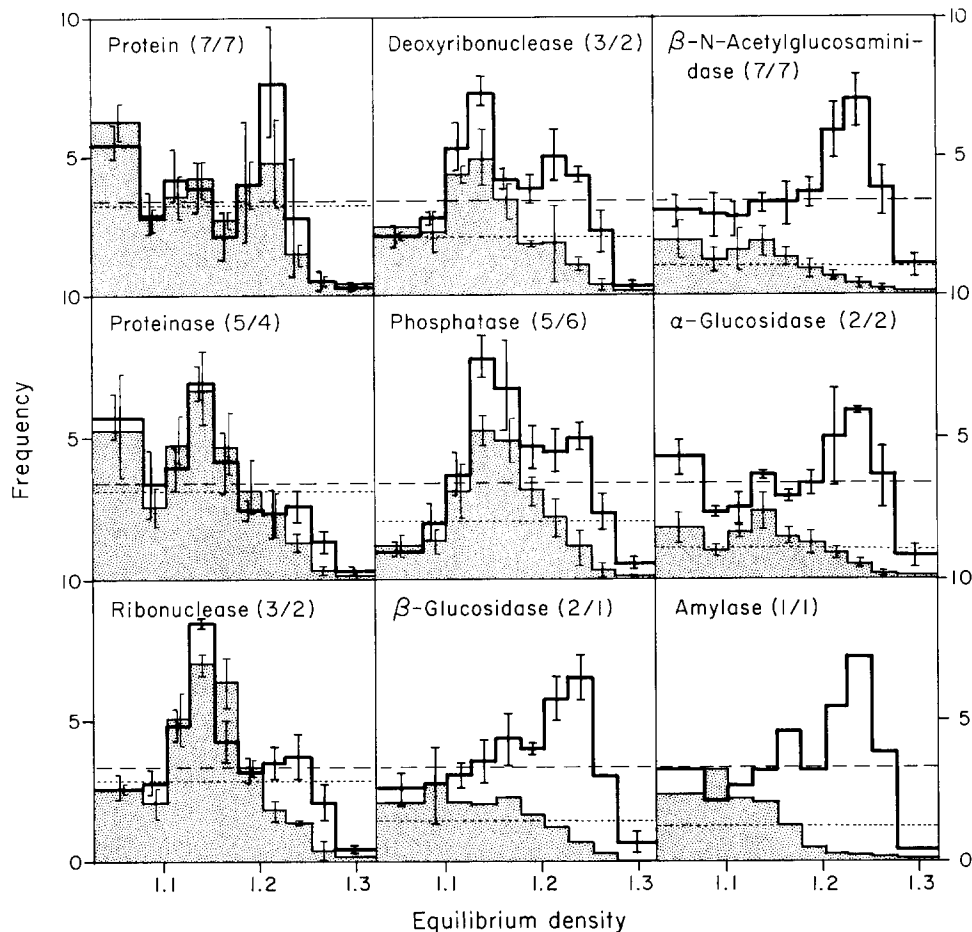 10
10
Protein (7/7)
Deoxyribonuclease (3/2)
β-N-Acetylglucosamini-
dase (7/7)
5
5
10
10
Proteinase (5/4)
Phosphatase (5/6)
α-Glucosidase (2/2)
Frequency
5
5
10
10
Ribonuclease (3/2)
β-Glucosidase (2/1)
Amylase (1/1)
5
5
0
0
1.1
1.2
1.3
1.1
1.2
1.1
1.2
1.3
Equilibrium density